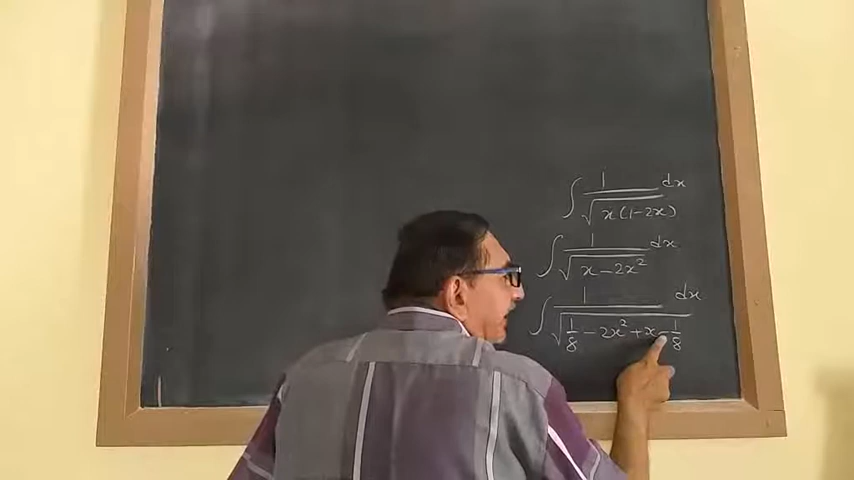 ∫ 1/√(x(1-2x)) dx
∫ 1/√(x-2x²) dx
∫ 1/√(1/8 -2x² +x -1/8) dx